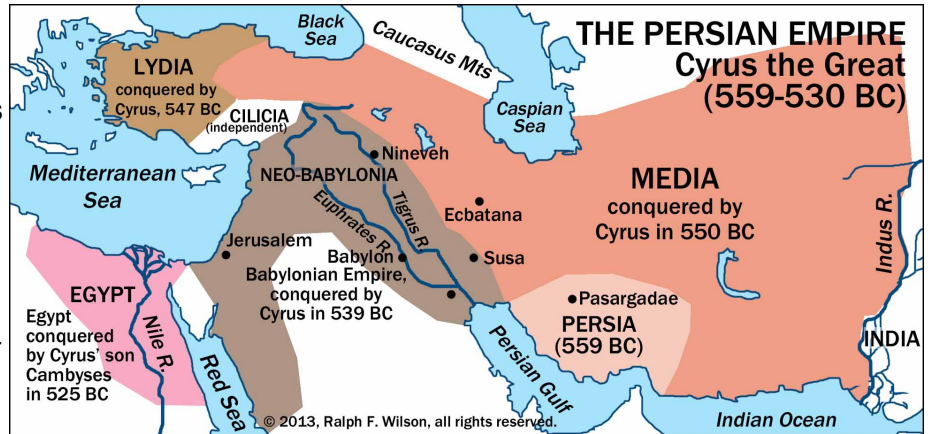 THE PERSIAN EMPIRE
Cyrus the Great
(559-530 BC)
Black
Sea
Caucasus Mts
Caspian
Sea
LYDIA
conquered by
Cyrus, 547 BC
CILICIA
(independent)
Mediterranean
Sea
Nineveh
NEO-BABYLONIA
MEDIA
conquered by
Cyrus in 550 BC
Ecbatana
Tigrus R.
Euphrates R.
Indus R.
Jerusalem
Babylon
Susa
Babylonian Empire,
conquered by
Cyrus in 539 BC
EGYPT
Egypt
conquered
by Cyrus' son
Cambyses
in 525 BC
Nile R.
Red Sea
Pasargadae
PERSIA
(559 BC)
Persian Gulf
INDIA
Indian Ocean
© 2013, Ralph F. Wilson, all rights reserved.